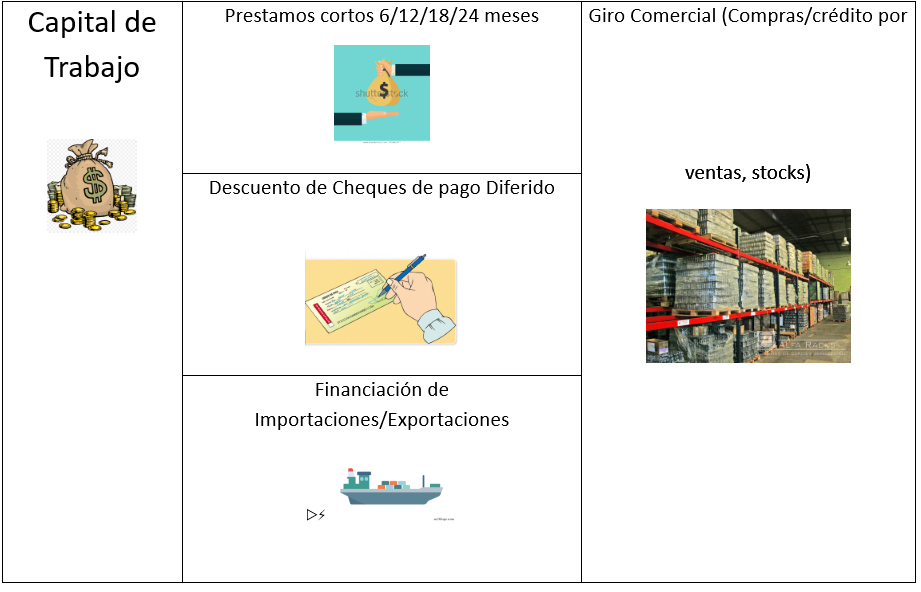 Capital de
Trabajo
Prestamos cortos 6/12/18/24 meses
shutterstock
Descuento de Cheques de pago Diferido
Financiación de
Importaciones/Exportaciones
Giro Comercial (Compras/crédito por
ventas, stocks)